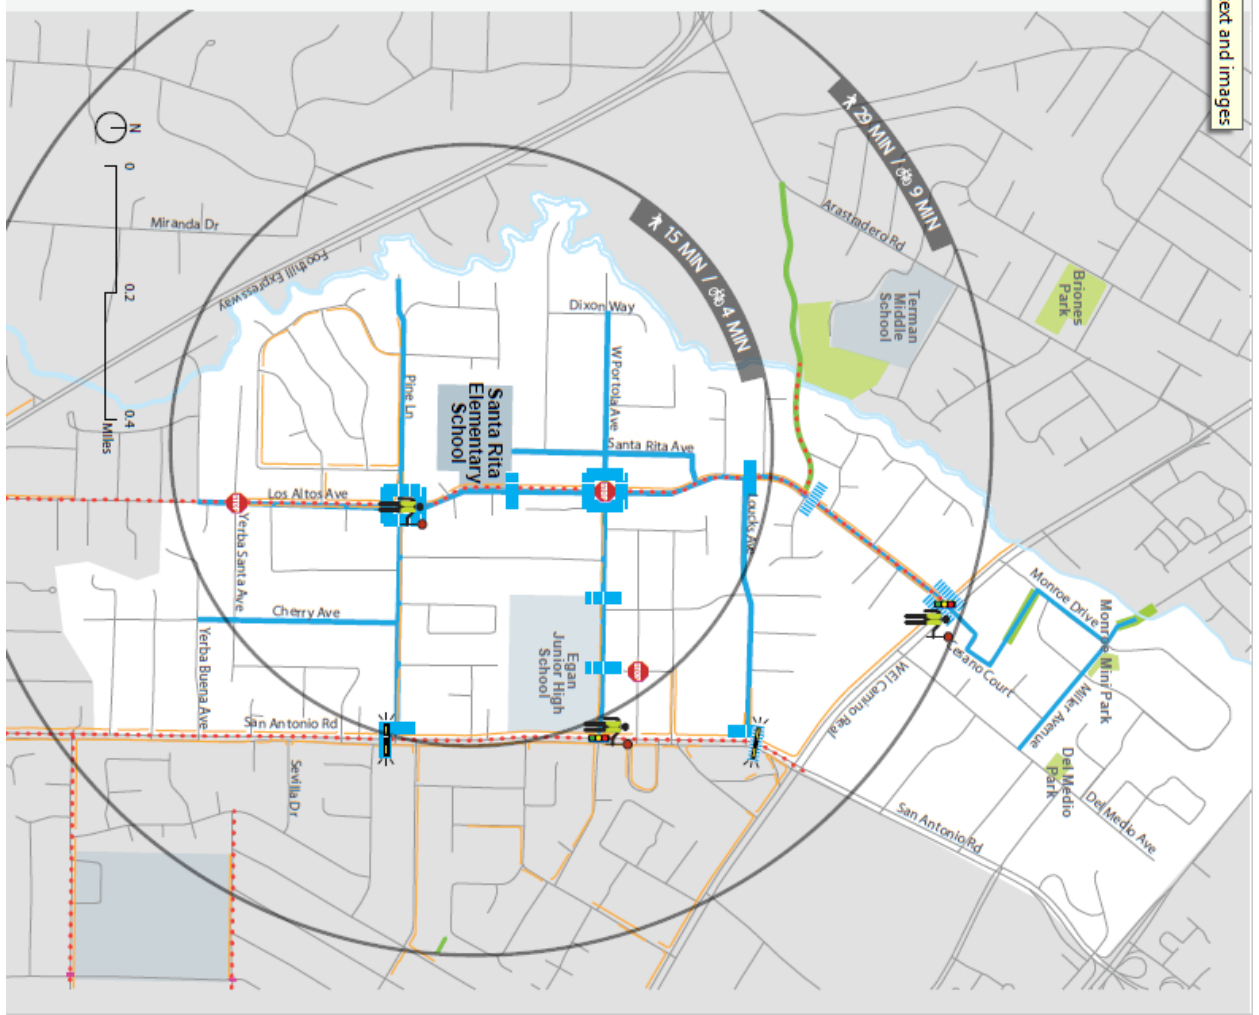 ext and images
29 MIN / 9 MIN
15 MIN / 4 MIN
N
0
0.2
0.4
Miles
Miranda Dr
Foothill Expressway
Arastradero Rd
Briones
Park
Terman
Middle
School
Dixon Way
W Portola Ave
Pine Ln
Santa Rita
Elementary
School
Santa Rita Ave
Los Altos Ave
STOP
STOP
Loucks Ave
Yerba Santa Ave
Cherry Ave
Yerba Buena Ave
Egan
Junior High
School
STOP
San Antonio Rd
Sevilla Dr
Monroe Drive
Monroe Mini Park
Cesano Court
Miller Avenue
W El Camino Real
Del Medio
Park
Del Medio Ave
San Antonio Rd